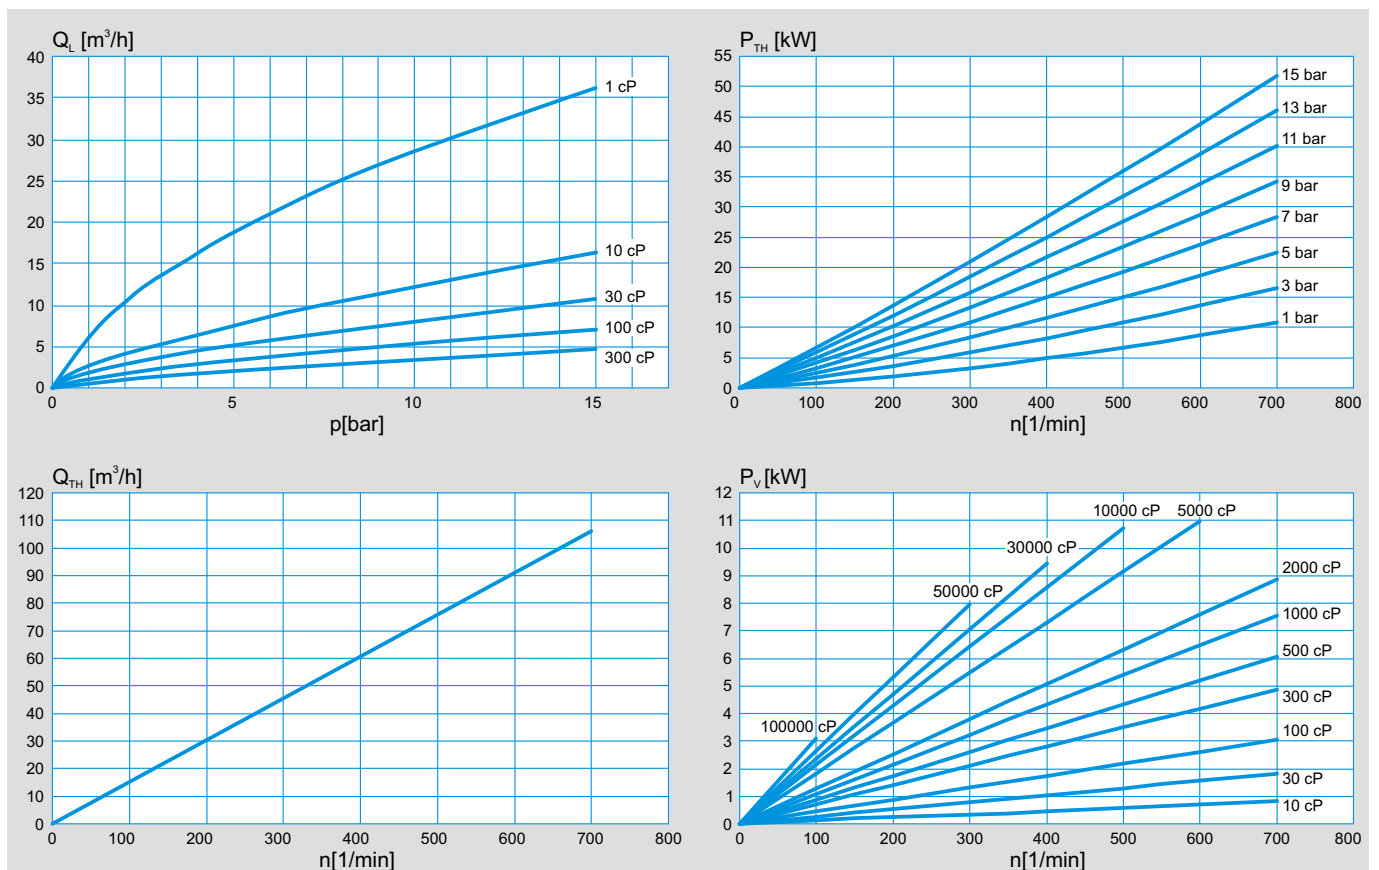 Q_L [m³/h]
40
35
30
25
20
15
10
5
0
1 cP
10 cP
30 cP
100 cP
300 cP
0 5 10 15
p[bar]
P_TH [kW]
55
50
45
40
35
30
25
20
15
10
5
0
15 bar
13 bar
11 bar
9 bar
7 bar
5 bar
3 bar
1 bar
0 100 200 300 400 500 600 700 800
n[1/min]
Q_TH [m³/h]
120
110
100
90
80
70
60
50
40
30
20
10
0
0 100 200 300 400 500 600 700 800
n[1/min]
P_V [kW]
12
11
10
9
8
7
6
5
4
3
2
1
0
100000 cP
50000 cP
30000 cP
10000 cP
5000 cP
2000 cP
1000 cP
500 cP
300 cP
100 cP
30 cP
10 cP
0 100 200 300 400 500 600 700 800
n[1/min]